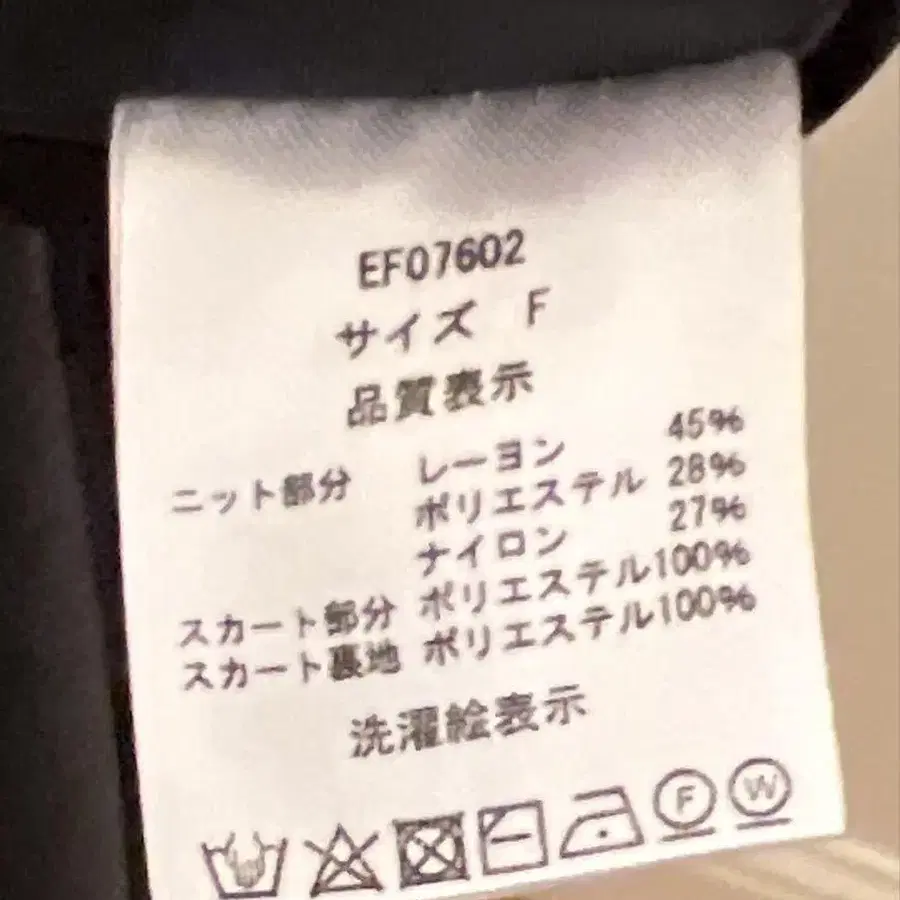 EF07602
サイズ F
品質表示
ニット部分 レーヨン 45%
ポリエステル 28%
ナイロン 27%
スカート部分 ポリエステル100%
スカート裏地 ポリエステル100%
洗濯絵表示
F W